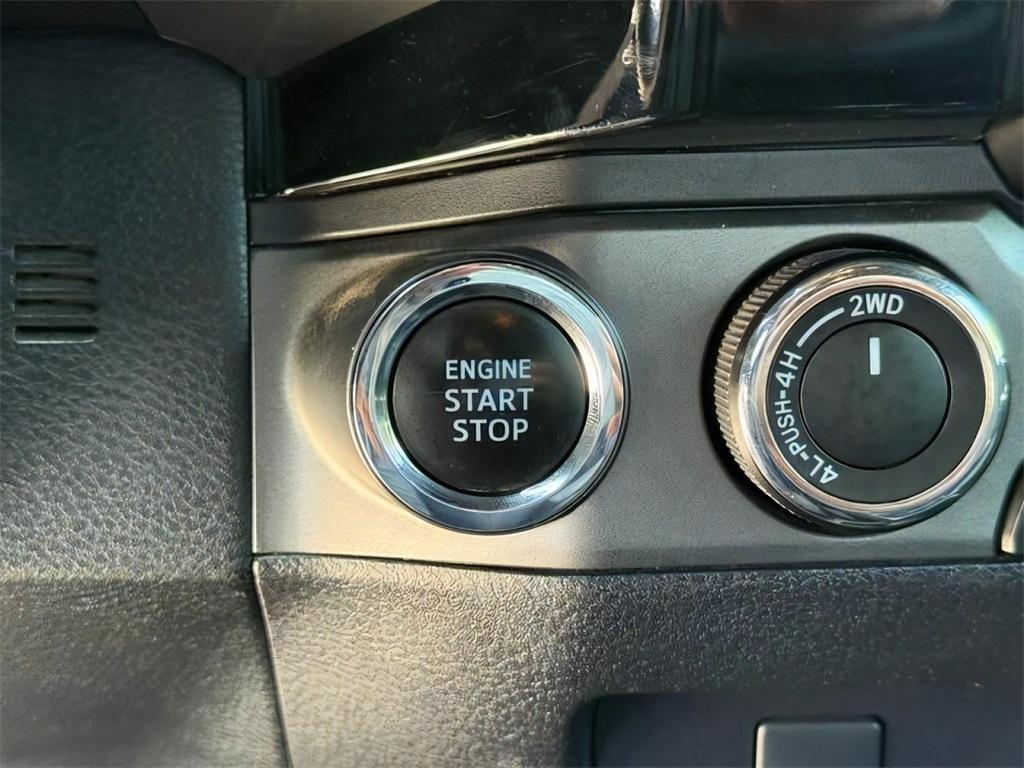 ENGINE
START
STOP
2WD
4L-PUSH-4H